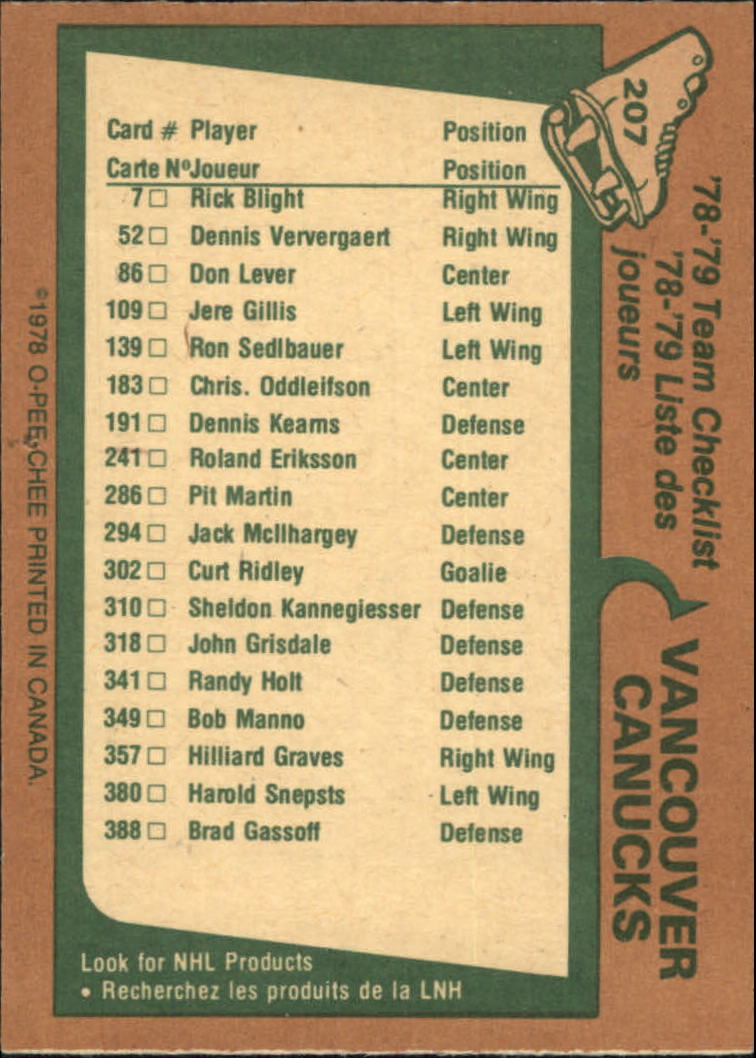 207
'78-'79 Team Checklist
'78-'79 Liste des
joueurs
VANCOUVER
CANUCKS
Card # Player Position
Carte Nº Joueur Position
7 □ Rick Blight Right Wing
52 □ Dennis Ververgaert Right Wing
86 □ Don Lever Center
109 □ Jere Gillis Left Wing
139 □ Ron Sedlbauer Left Wing
183 □ Chris. Oddleifson Center
191 □ Dennis Kearns Defense
241 □ Roland Eriksson Center
286 □ Pit Martin Center
294 □ Jack McIlhargey Defense
302 □ Curt Ridley Goalie
310 □ Sheldon Kannegiesser Defense
318 □ John Grisdale Defense
341 □ Randy Holt Defense
349 □ Bob Manno Defense
357 □ Hilliard Graves Right Wing
380 □ Harold Snepsts Left Wing
388 □ Brad Gassoff Defense
Look for NHL Products
• Recherchez les produits de la LNH
©1978 O-PEE-CHEE PRINTED IN CANADA.